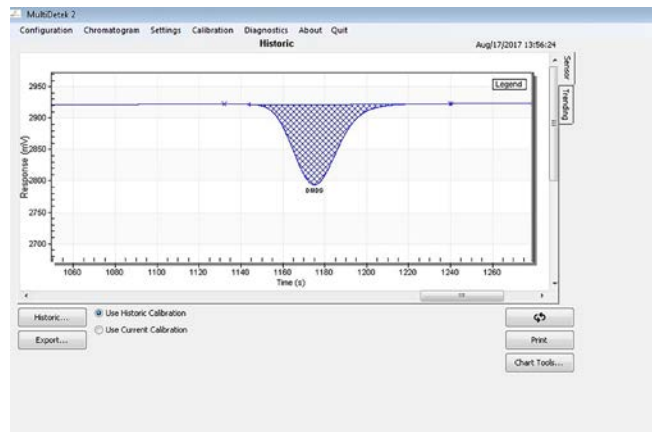 MultiDetek 2
Configuration Chromatogram Settings Calibration Diagnostics About Quit
Historic
Aug/17/2017 13:56:24
Sensor
Trending
Legend
Response (mV)
2950
2900
2850
2800
2750
2700
1060 1080 1100 1120 1140 1160 1180 1200 1220 1240 1260
Time (s)
Historic...
Use Historic Calibration
Export...
Use Current Calibration
Print
Chart Tools...